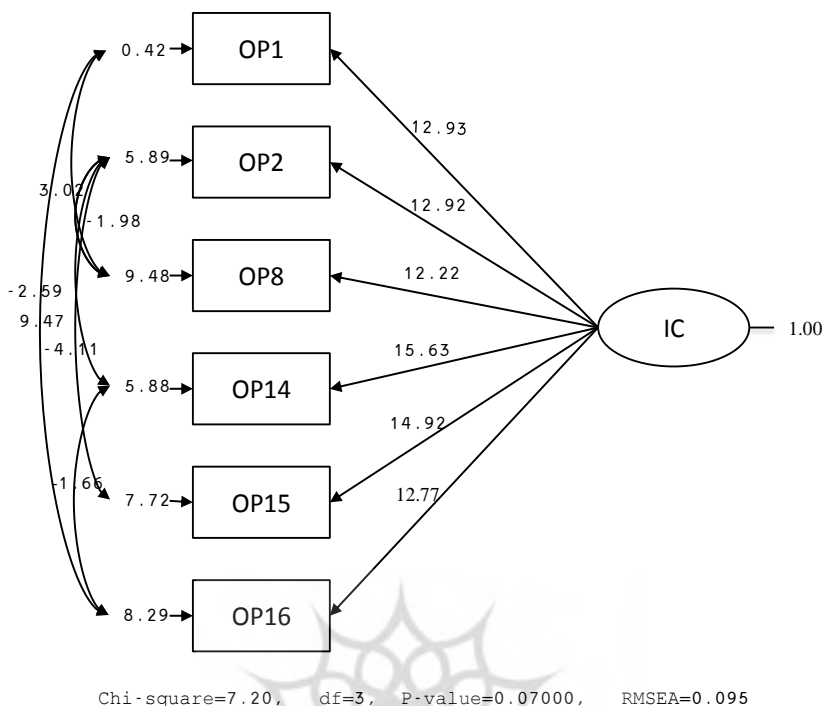 0.42 OP1
12.93
5.89 OP2
3.02
12.92
-1.98
9.48 OP8 12.22
-2.59
9.47
IC 1.00
-4.11
15.63
5.88 OP14
14.92
-1.66
7.72 OP15 12.77
8.29 OP16
Chi-square=7.20, df=3, P-value=0.07000, RMSEA=0.095